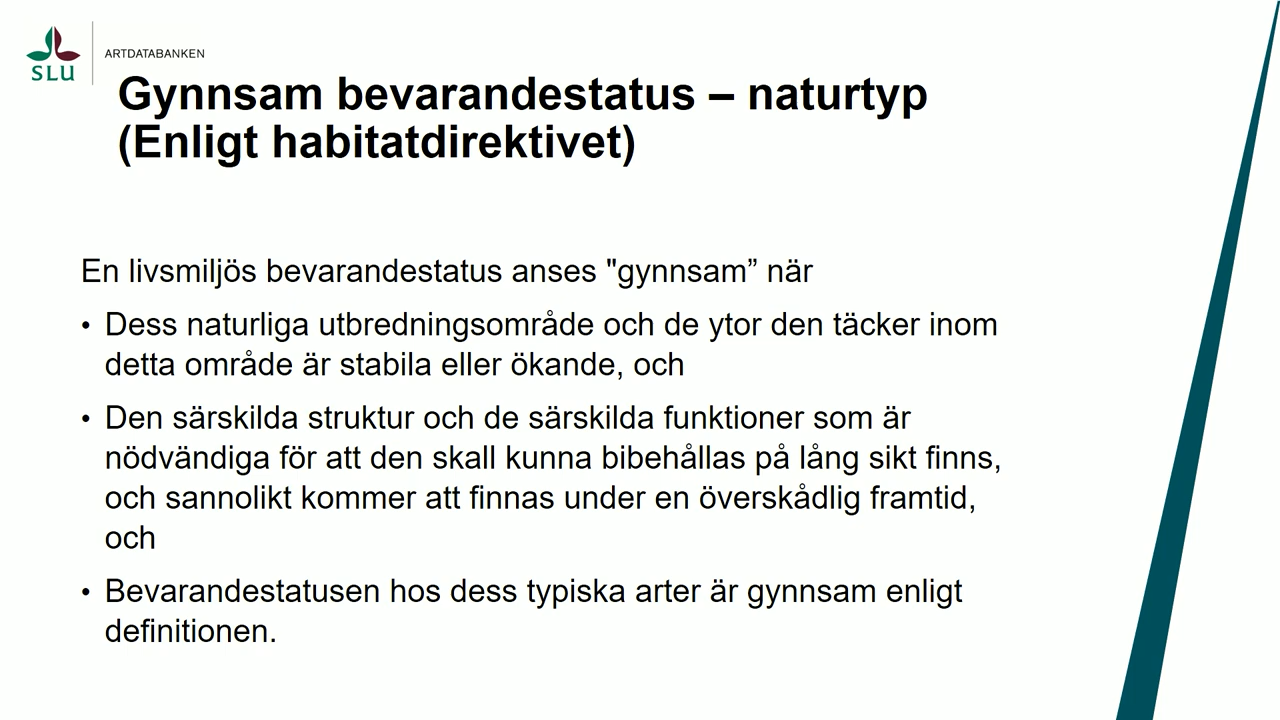 SLU
ARTDATABANKEN
Gynnsam bevarandestatus – naturtyp
(Enligt habitatdirektivet)
En livsmiljös bevarandestatus anses "gynnsam” när
• Dess naturliga utbredningsområde och de ytor den täcker inom
detta område är stabila eller ökande, och
• Den särskilda struktur och de särskilda funktioner som är
nödvändiga för att den skall kunna bibehållas på lång sikt finns,
och sannolikt kommer att finnas under en överskådlig framtid,
och
• Bevarandestatusen hos dess typiska arter är gynnsam enligt
definitionen.